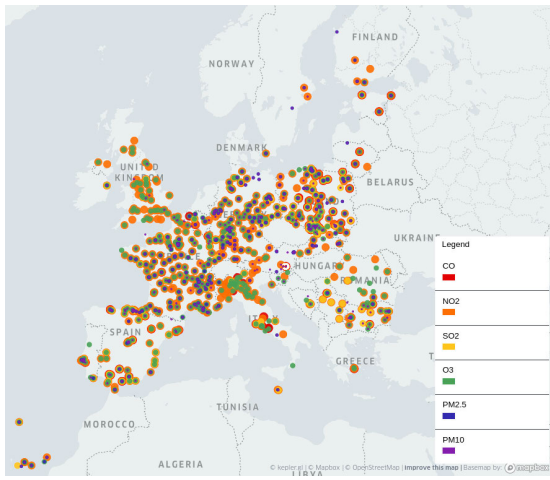 FINLAND
NORWAY
DENMARK
UNITED
KINGDOM
BELARUS
UKRAINE
Legend
CO
HUNGARY
ROMANIA
NO2
SPAIN
SO2
GREECE
O3
TUNISIA
PM2.5
MOROCCO
PM10
ALGERIA
LIBYA
© kepler.gl | © Mapbox | © OpenStreetMap | Improve this map | Basemap by: mapbox